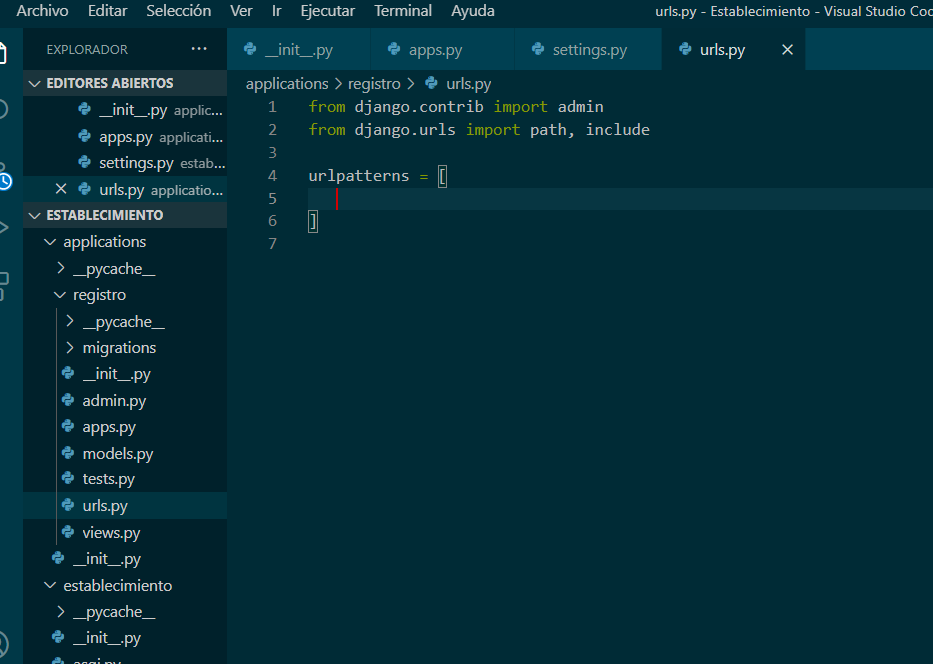 Archivo Editar Selección Ver Ir Ejecutar Terminal Ayuda urls.py - Establecimiento - Visual Studio Cod
EXPLORADOR ...
__init__.py apps.py settings.py urls.py
EDITORES ABIERTOS
__init__.py applic...
apps.py applicati...
settings.py estab...
urls.py applicatio...
ESTABLECIMIENTO
applications
__pycache__
registro
__pycache__
migrations
__init__.py
admin.py
apps.py
models.py
tests.py
urls.py
views.py
__init__.py
establecimiento
__pycache__
__init__.py
asgi.py
applications > registro > urls.py
1 from django.contrib import admin
2 from django.urls import path, include
3
4 urlpatterns = [
5
6 ]
7